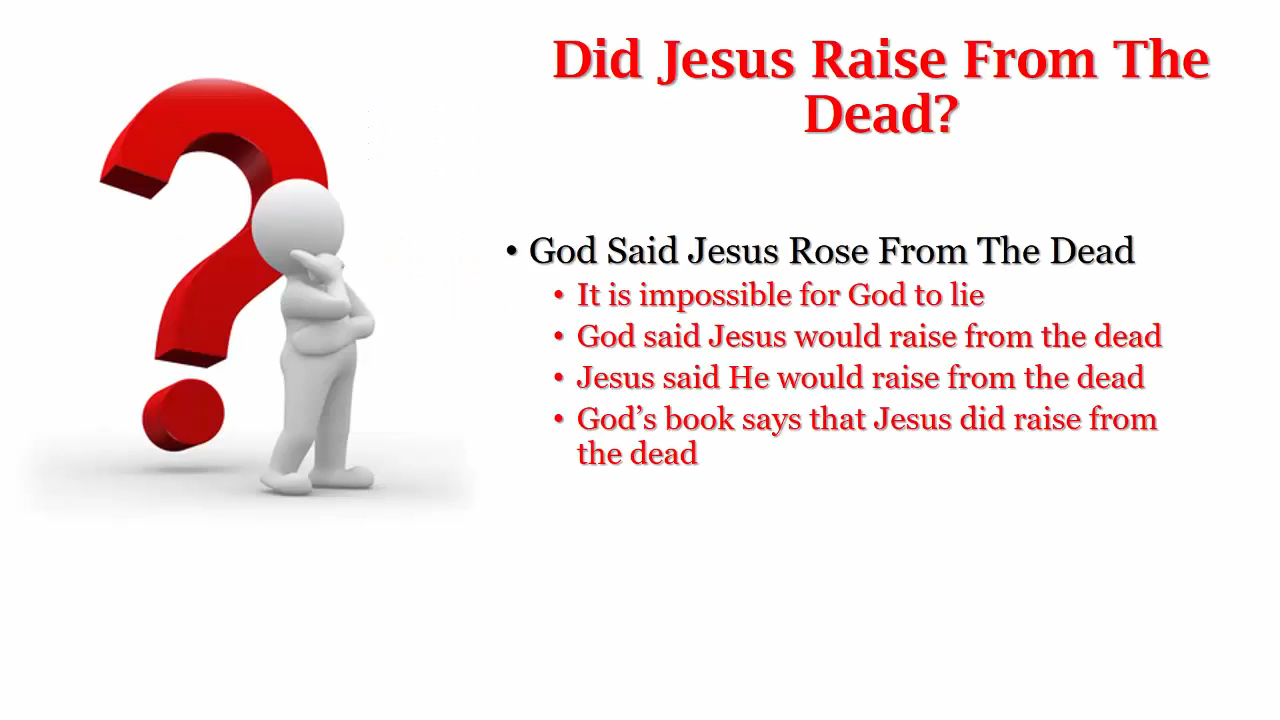 Did Jesus Raise From The
Dead?
• God Said Jesus Rose From The Dead
• It is impossible for God to lie
• God said Jesus would raise from the dead
• Jesus said He would raise from the dead
• God’s book says that Jesus did raise from
the dead